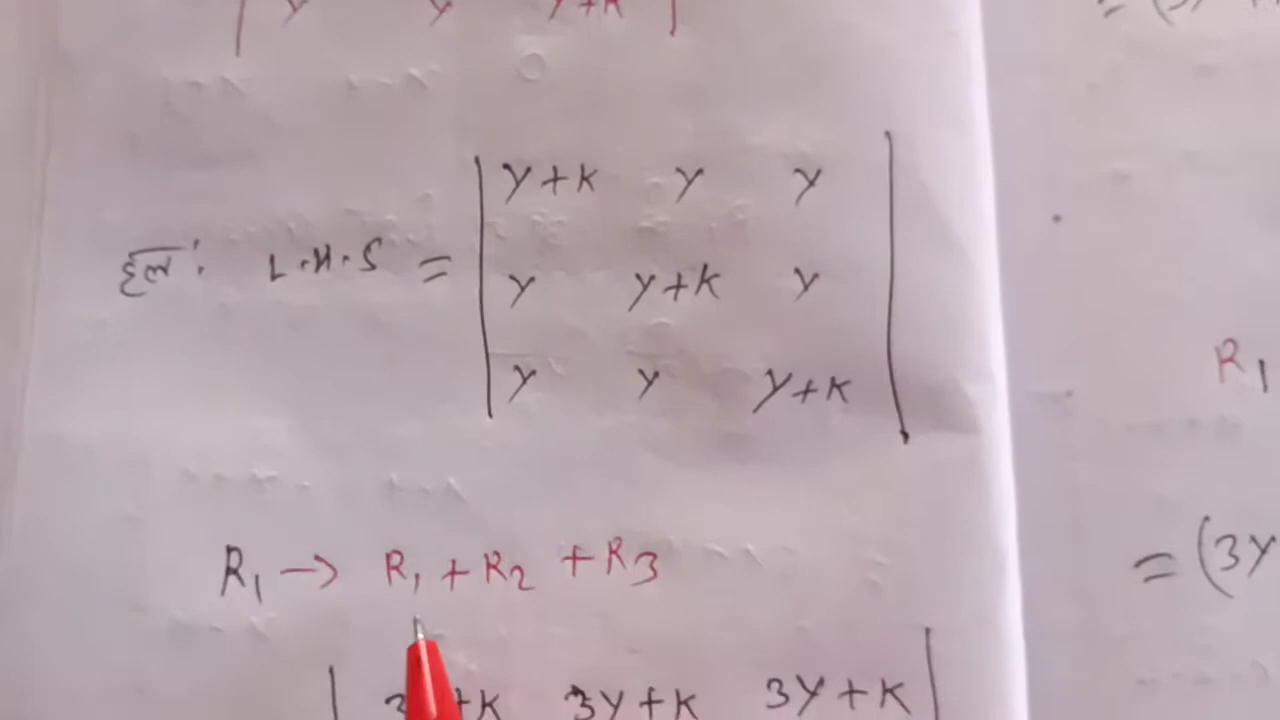 y y y+k
हल: L.H.S = | y+k y y |
| y y+k y |
| y y y+k |
R₁ → R₁ + R₂ + R₃
+k 3y+k 3y+k
R₁
= (3y